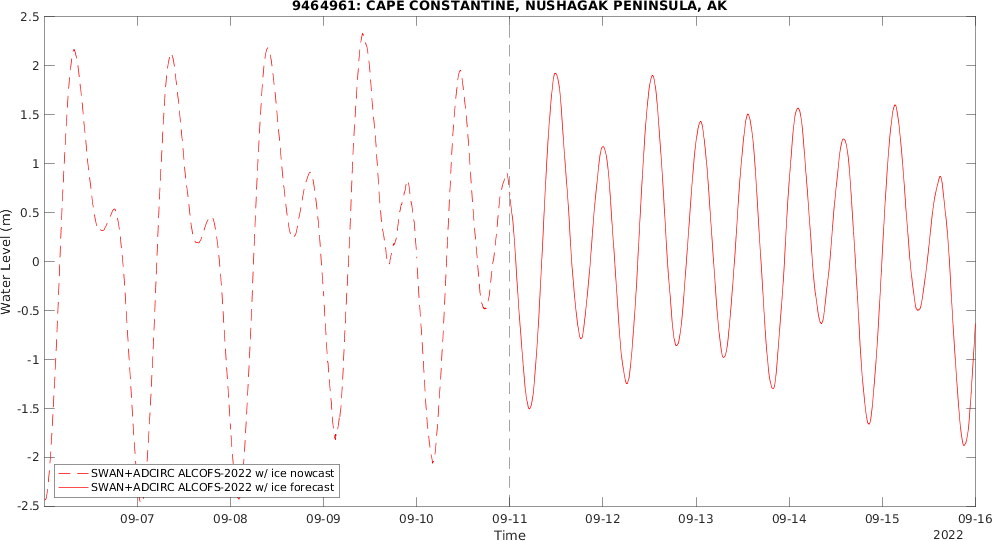 9464961: CAPE CONSTANTINE, NUSHAGAK PENINSULA, AK
2.5
2
1.5
1
0.5
0
-0.5
-1
-1.5
-2
-2.5
Water Level (m)
SWAN+ADCIRC ALCOFS-2022 w/ ice nowcast
SWAN+ADCIRC ALCOFS-2022 w/ ice forecast
09-07 09-08 09-09 09-10 09-11 09-12 09-13 09-14 09-15 09-16
Time
2022